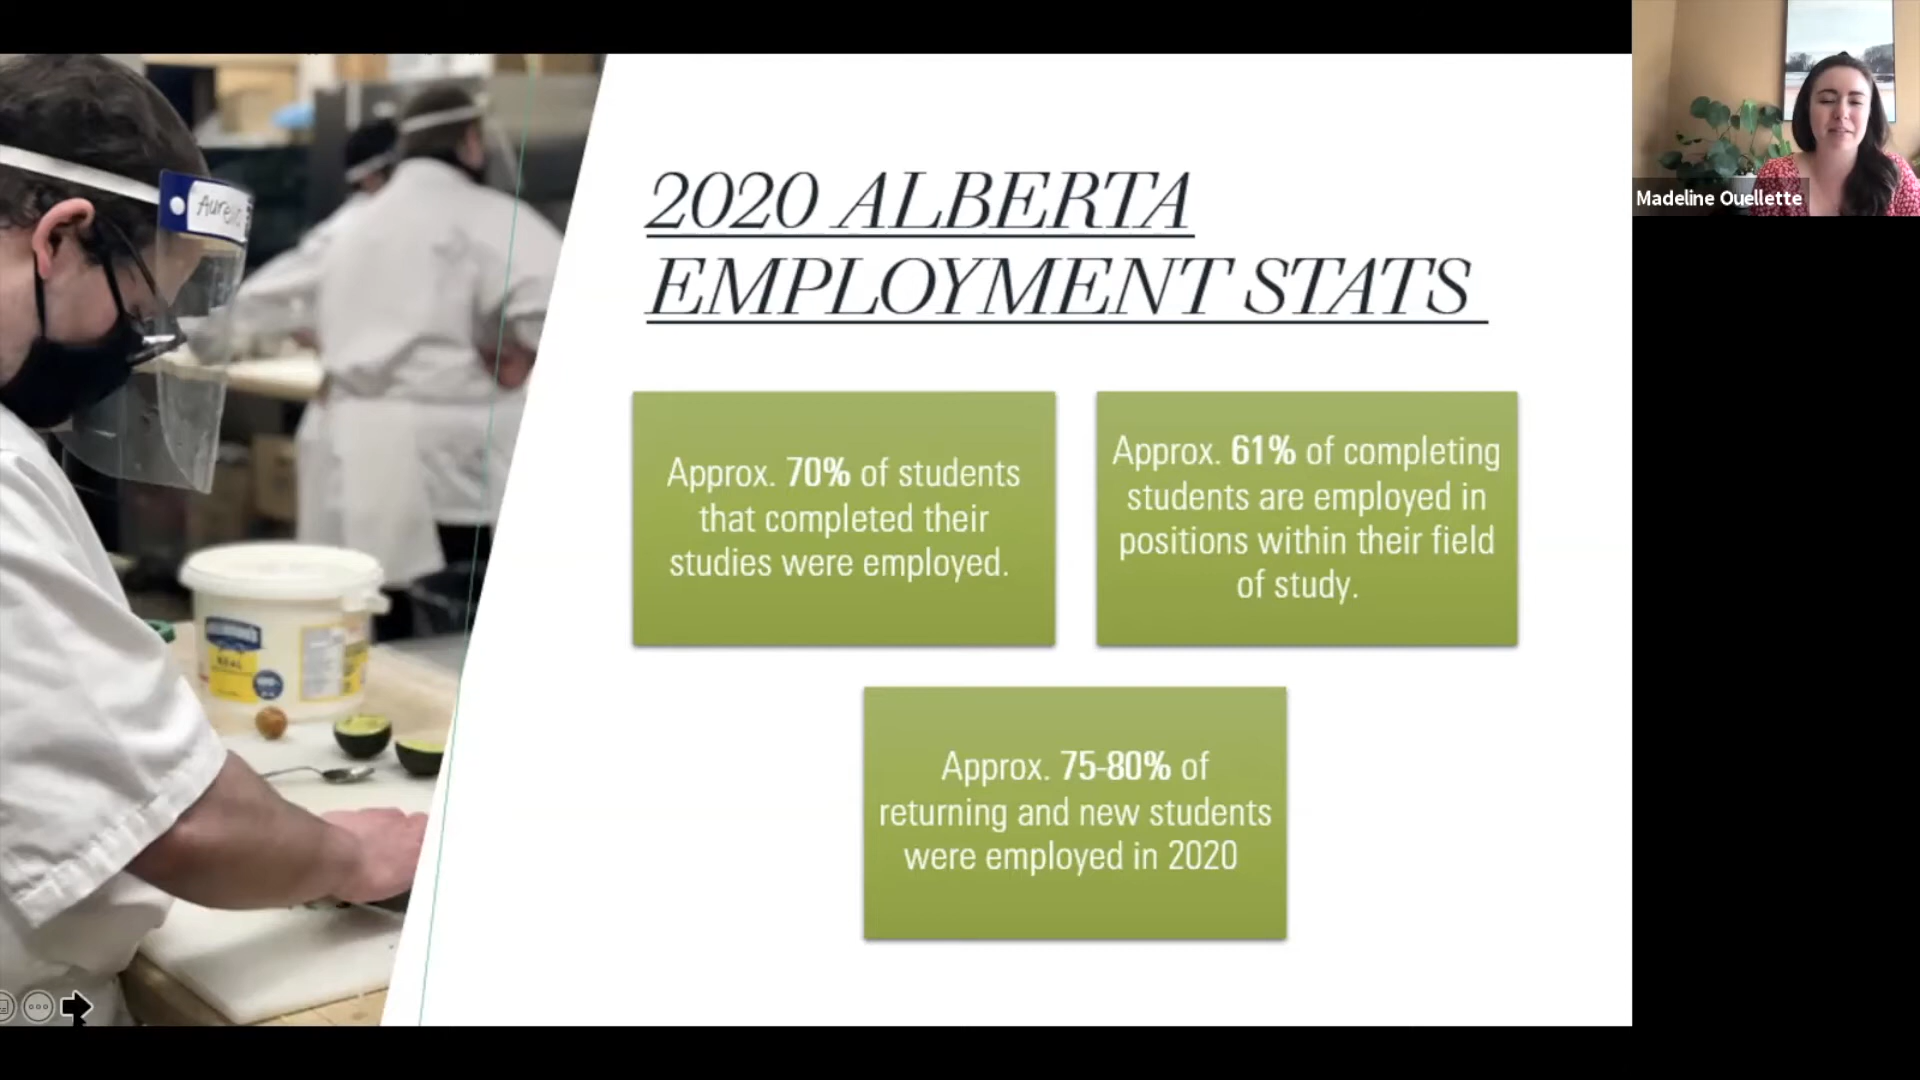 2020 ALBERTA
EMPLOYMENT STATS
Approx. 70% of students
that completed their
studies were employed.
Approx. 61% of completing
students are employed in
positions within their field
of study.
Approx. 75-80% of
returning and new students
were employed in 2020
Madeline Ouellette
REAL